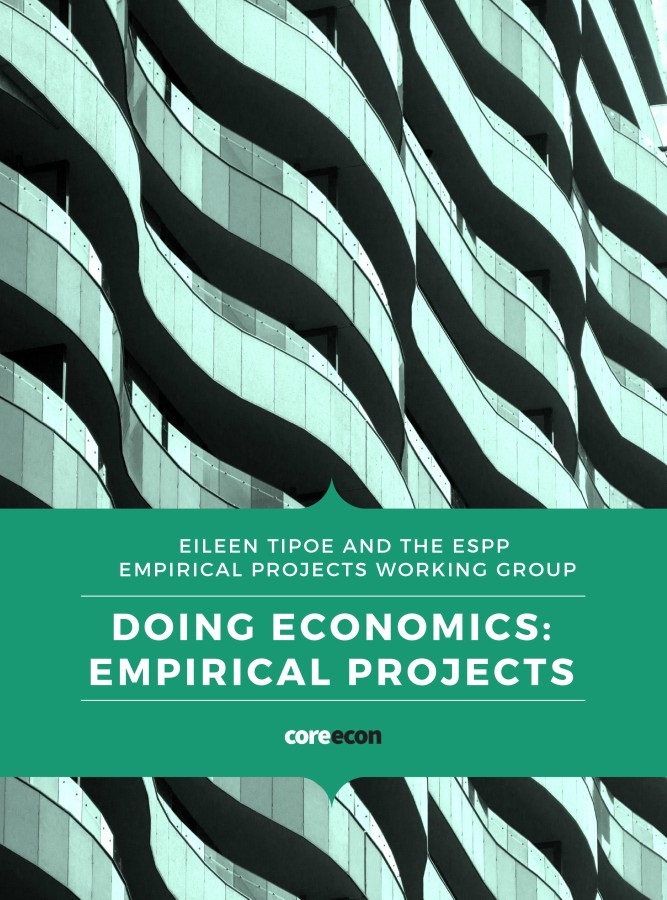 EILEEN TIPOE AND THE ESPP
EMPIRICAL PROJECTS WORKING GROUP
DOING ECONOMICS:
EMPIRICAL PROJECTS
coreecon